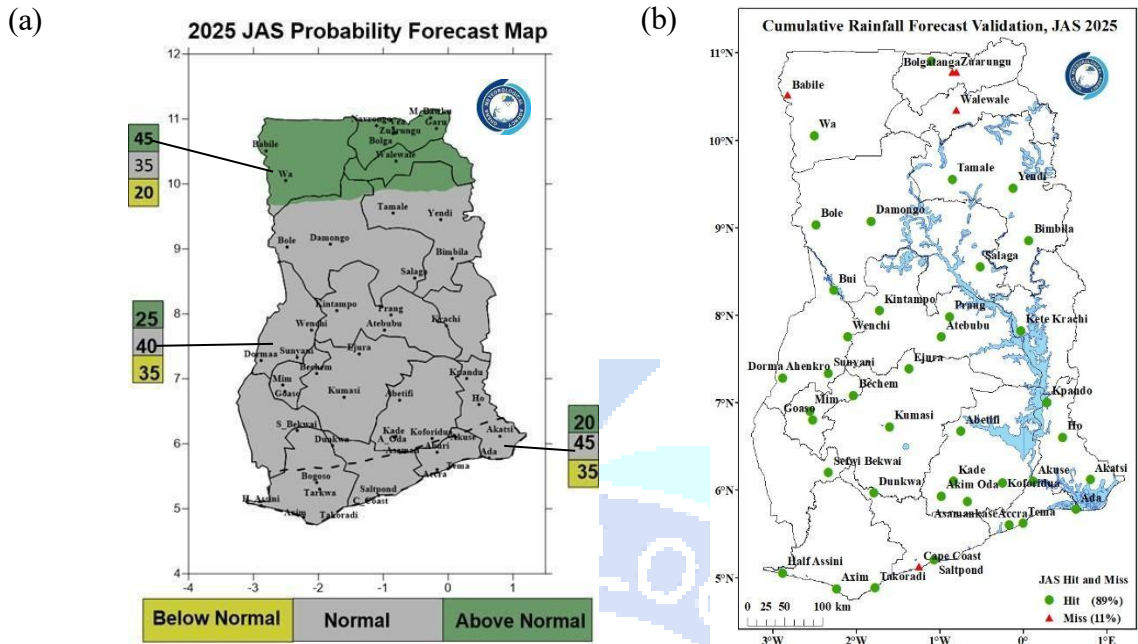 (a)
2025 JAS Probability Forecast Map
12
11
10
9
8
7
6
5
4
-4
-3
-2
-1
0
1
45
35
20
25
40
35
20
45
35
Navrongo
Garu
Zuarungu
Bolga
Babile
Walewale
Wa
Tamale
Yendi
Bole
Damongo
Bimbila
Salaga
Kintampo
Prang
Krachi
Wenchi
Atebubu
Dormaa
Sunyani
Ejura
Bechem
Kpandu
Mim
Goaso
Kumasi
Abetifi
Ho
S_Bekwai
Dunkwa
Kade
Koforidua
Akuse
Akatsi
A_Oda
Aburi
Ada
Tema
Accra
Bogoso
Tarkwa
Saltpond
C_Coast
H_Assini
Axim
Takoradi
Below Normal
Normal
Above Normal
(b)
Cumulative Rainfall Forecast Validation, JAS 2025
11°N
10°N
9°N
8°N
7°N
6°N
5°N
3°W
2°W
1°W
0°
1°E
Bolgatanga
Zuarungu
Babile
Walewale
Wa
Tamale
Yendi
Bole
Damongo
Bimbila
Salaga
Bui
Kintampo
Prang
Kete Krachi
Wenchi
Atebubu
Dorma Ahenkro
Sunyani
Ejura
Bechem
Kpando
Mim
Goaso
Kumasi
Abetifi
Ho
Sefwi Bekwai
Dunkwa
Kade
Akuse
Akatsi
Akim Oda
Koforidua
Ada
Asamankase
Accra
Tema
Half Assini
Axim
Takoradi
Cape Coast
Saltpond
JAS Hit and Miss
Hit (89%)
Miss (11%)
0 25 50 100 km